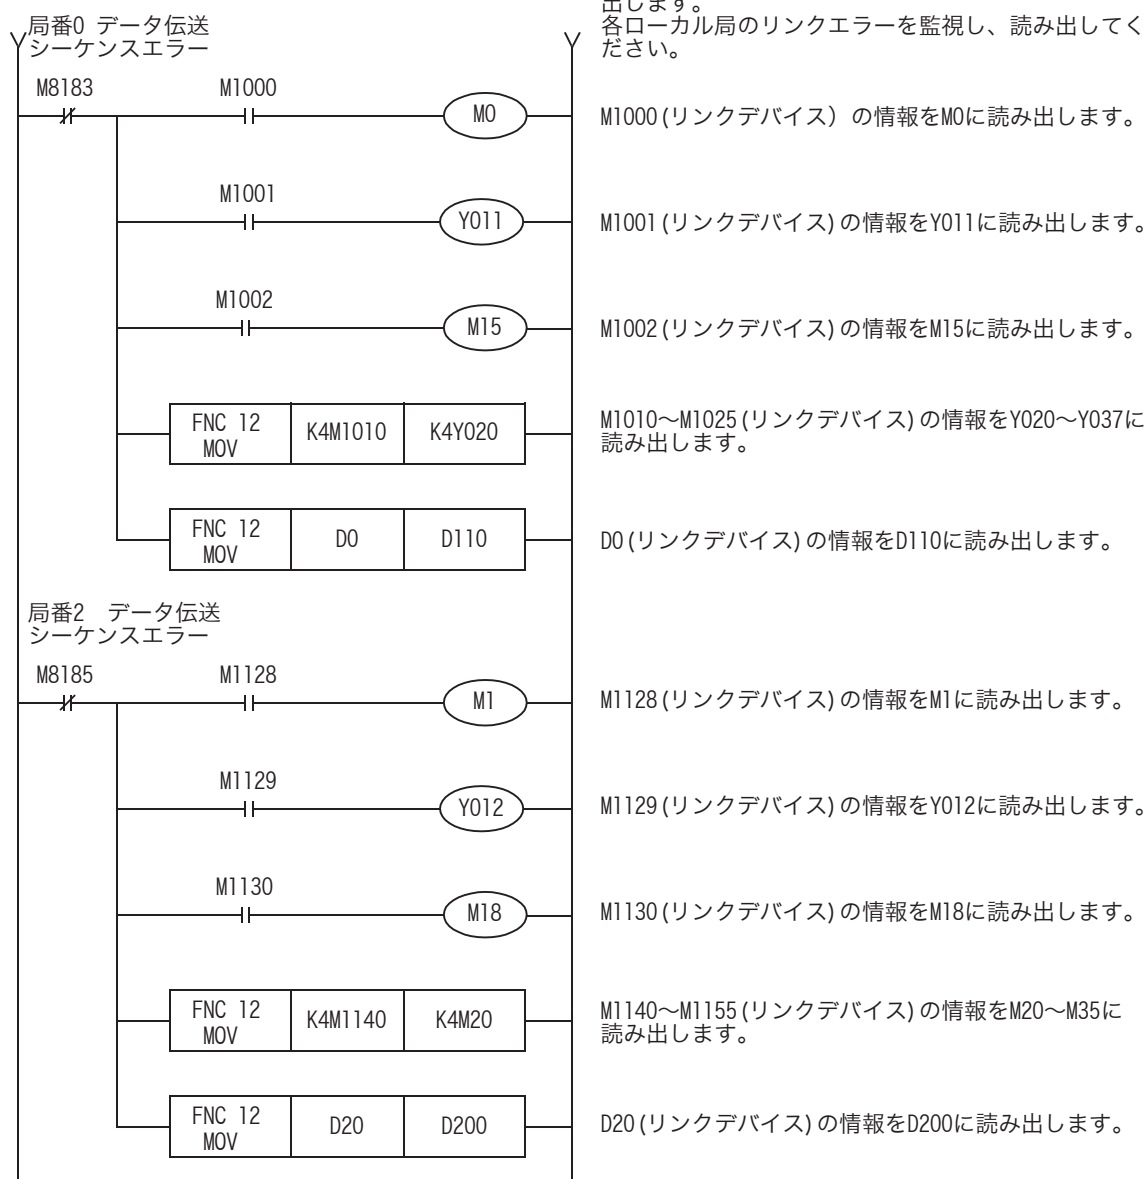 出します。
各ローカル局のリンクエラーを監視し、読み出してく
ださい。
局番0 データ伝送
シーケンスエラー
M8183
M1000
M0
M1000(リンクデバイス）の情報をM0に読み出します。
M1001
Y011
M1001(リンクデバイス)の情報をY011に読み出します。
M1002
M15
M1002(リンクデバイス)の情報をM15に読み出します。
FNC 12
MOV
K4M1010
K4Y020
M1010～M1025(リンクデバイス)の情報をY020～Y037に
読み出します。
FNC 12
MOV
D0
D110
D0(リンクデバイス)の情報をD110に読み出します。
局番2　データ伝送
シーケンスエラー
M8185
M1128
M1
M1128(リンクデバイス)の情報をM1に読み出します。
M1129
Y012
M1129(リンクデバイス)の情報をY012に読み出します。
M1130
M18
M1130(リンクデバイス)の情報をM18に読み出します。
FNC 12
MOV
K4M1140
K4M20
M1140～M1155(リンクデバイス)の情報をM20～M35に
読み出します。
FNC 12
MOV
D20
D200
D20(リンクデバイス)の情報をD200に読み出します。